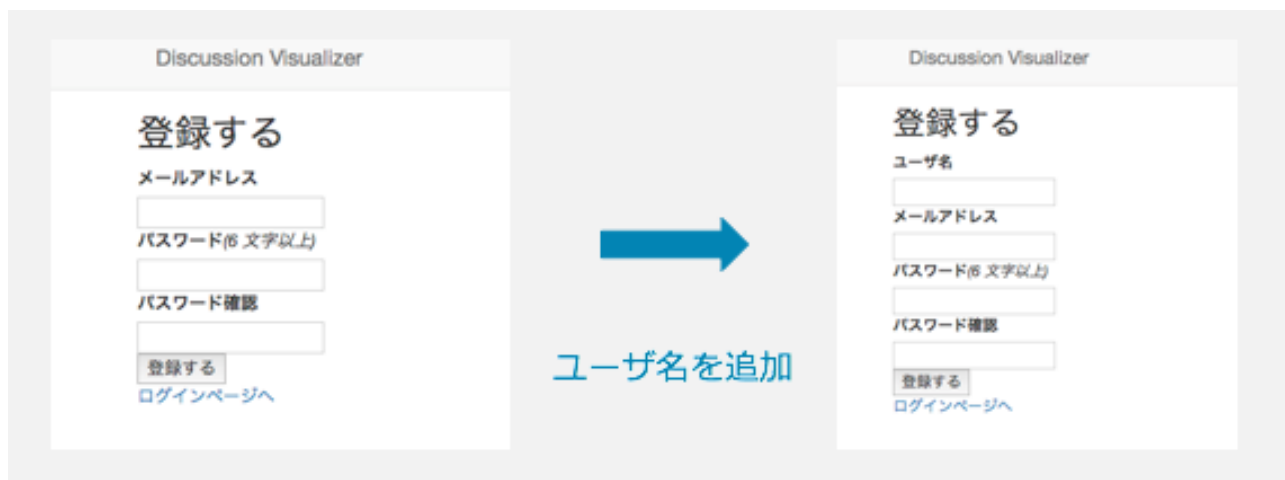 Discussion Visualizer
登録する
メールアドレス
パスワード(6 文字以上)
パスワード確認
登録する
ログインページへ
ユーザ名を追加
Discussion Visualizer
登録する
ユーザ名
メールアドレス
パスワード(6 文字以上)
パスワード確認
登録する
ログインページへ